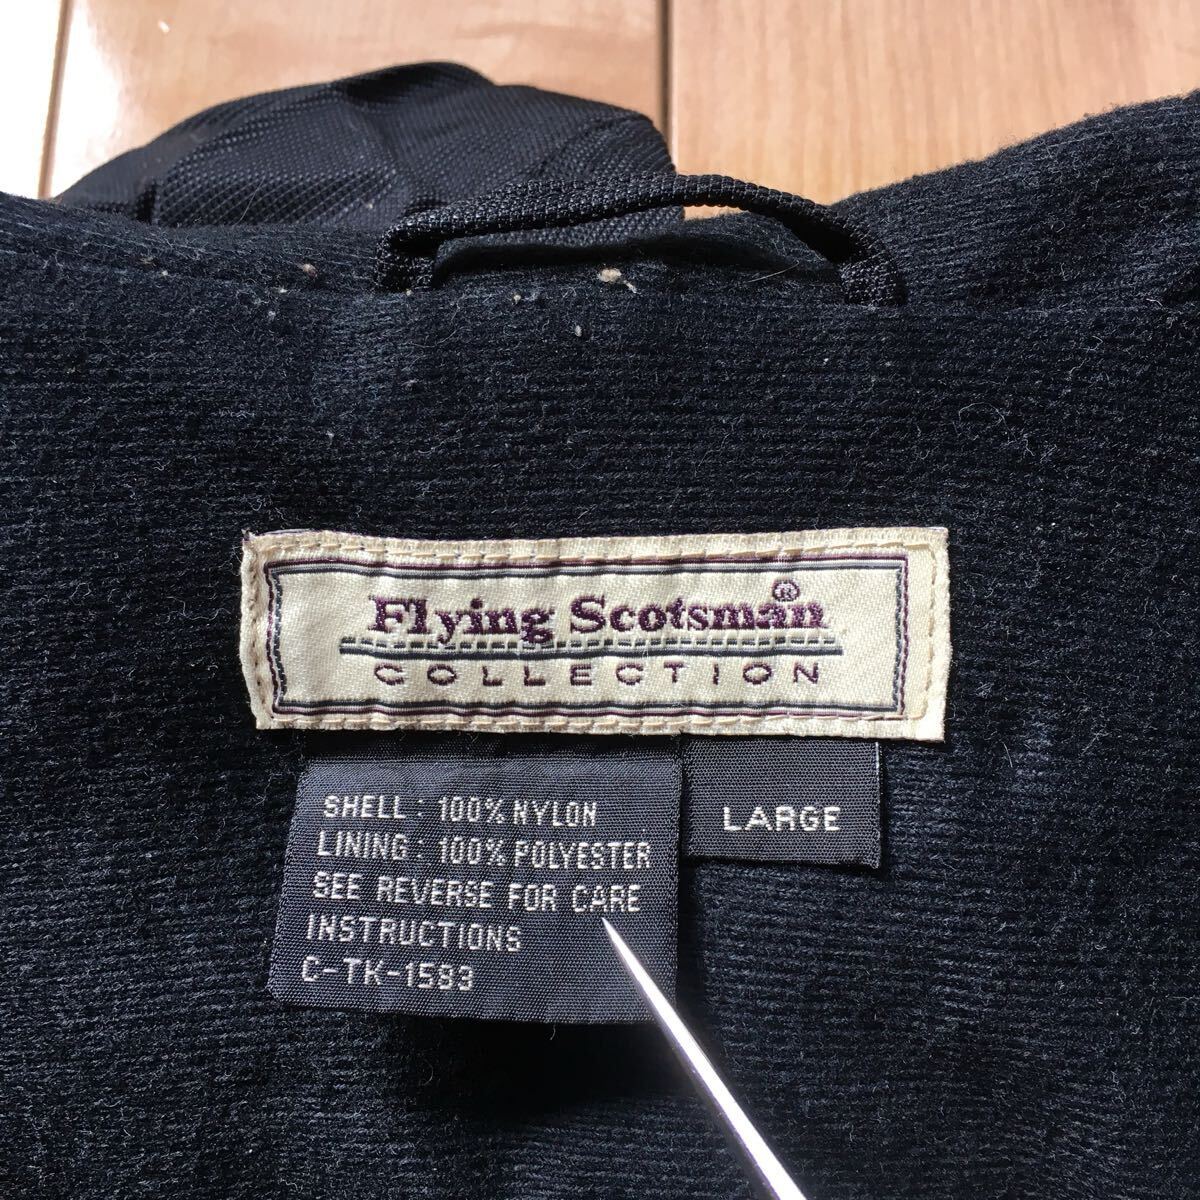 Flying Scotsman®
COLLECTION
SHELL : 100% NYLON
LINING : 100% POLYESTER
SEE REVERSE FOR CARE
INSTRUCTIONS
C-TK-1583
LARGE